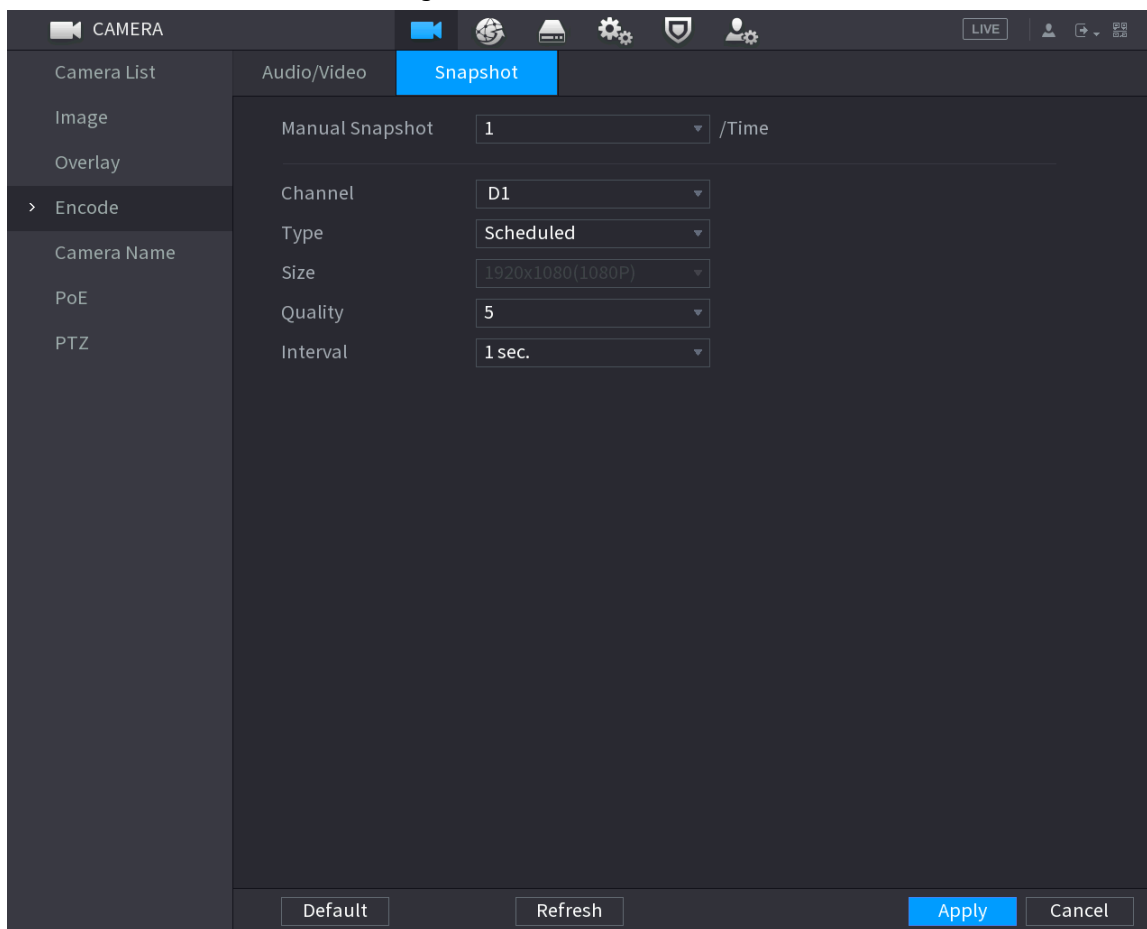 CAMERA
LIVE
Camera List
Image
Overlay
> Encode
Camera Name
PoE
PTZ
Audio/Video
Snapshot
Manual Snapshot 1 /Time
Channel D1
Type Scheduled
Size 1920x1080(1080P)
Quality 5
Interval 1 sec.
Default Refresh Apply Cancel